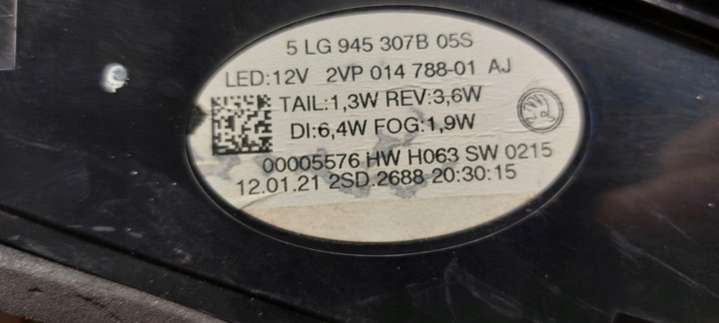 5 LG 945 307B 05S
LED:12V 2VP 014 788-01 AJ
TAIL:1,3W REV:3,6W
DI:6,4W FOG:1,9W
00005576 HW H063 SW 0215
12.01.21 2SD.2688 20:30:15